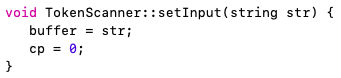 void TokenScanner::setInput(string str) {
   buffer = str;
   cp = 0;
}